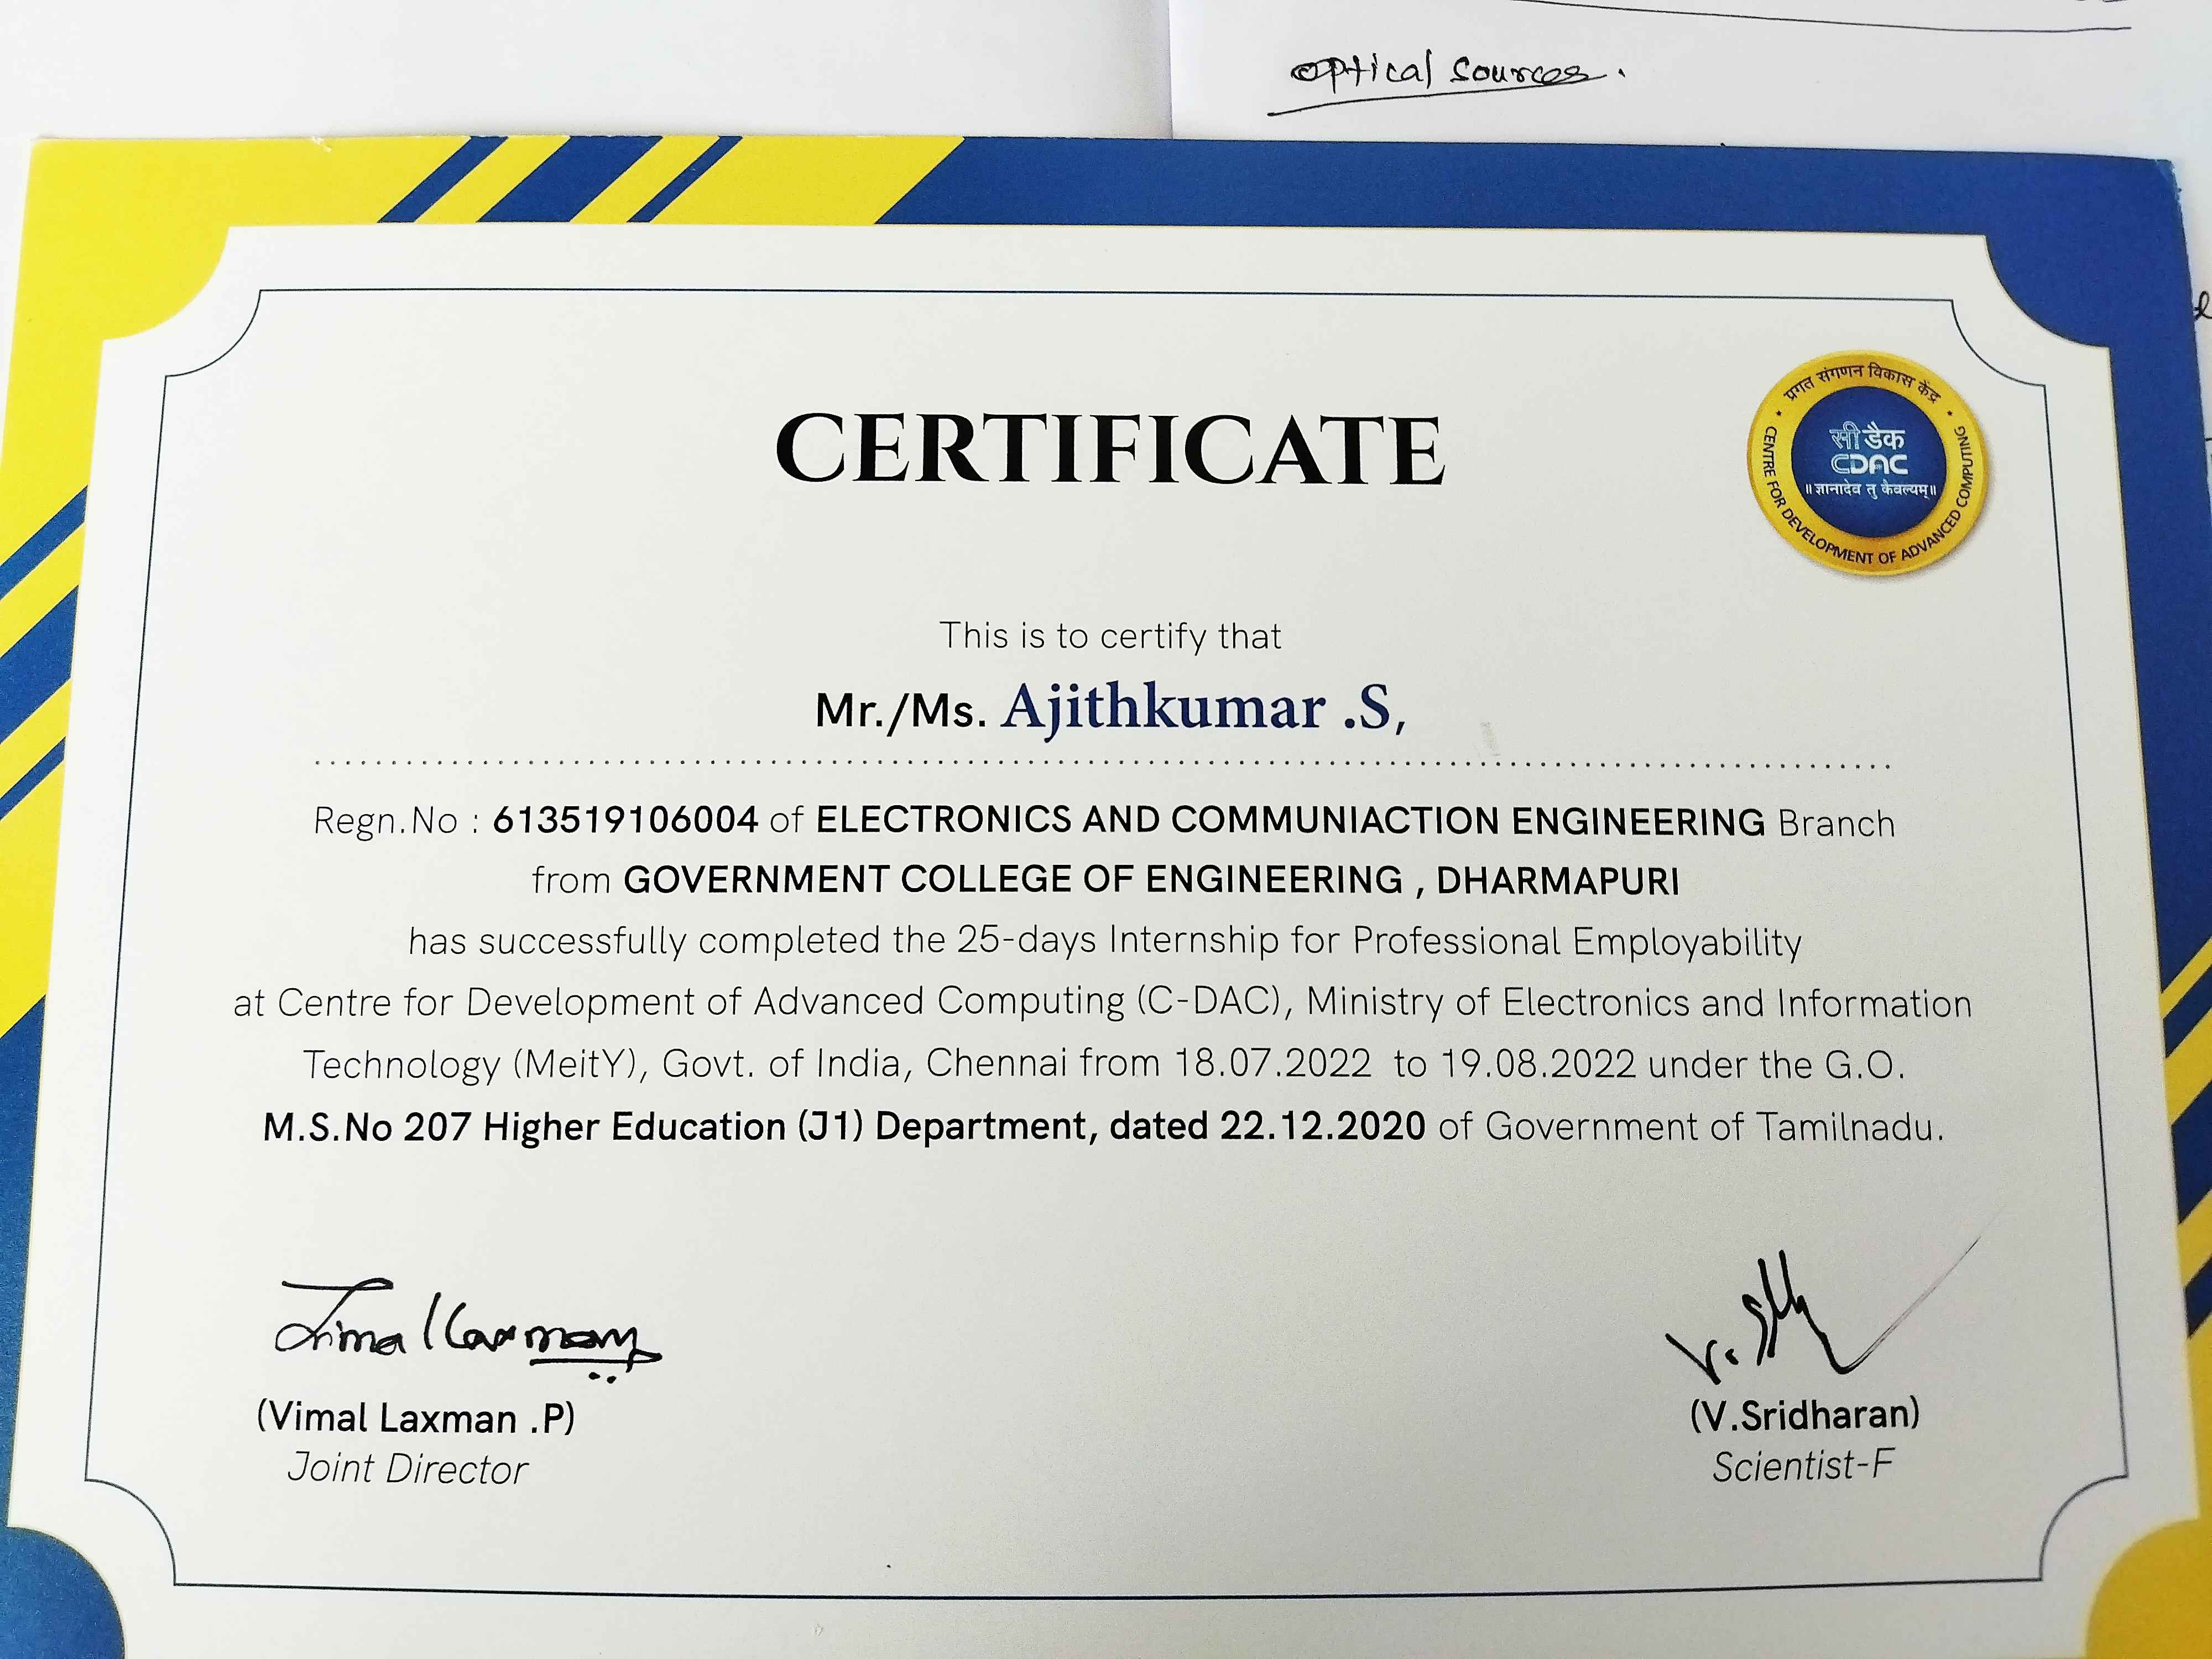 optical sources.
CERTIFICATE
प्रगत संगणन विकास केंद्र
सी डैक
CDAC
॥ ज्ञानादेव तु कैवल्यम् ॥
CENTRE FOR DEVELOPMENT OF ADVANCED COMPUTING
This is to certify that
Mr./Ms. Ajithkumar .S,
Regn.No : 613519106004 of ELECTRONICS AND COMMUNIACTION ENGINEERING Branch
from GOVERNMENT COLLEGE OF ENGINEERING , DHARMAPURI
has successfully completed the 25-days Internship for Professional Employability
at Centre for Development of Advanced Computing (C-DAC), Ministry of Electronics and Information
Technology (MeitY), Govt. of India, Chennai from 18.07.2022 to 19.08.2022 under the G.O.
M.S.No 207 Higher Education (J1) Department, dated 22.12.2020 of Government of Tamilnadu.
Vimal Laxman
(Vimal Laxman .P)
Joint Director
(V.Sridharan)
Scientist-F